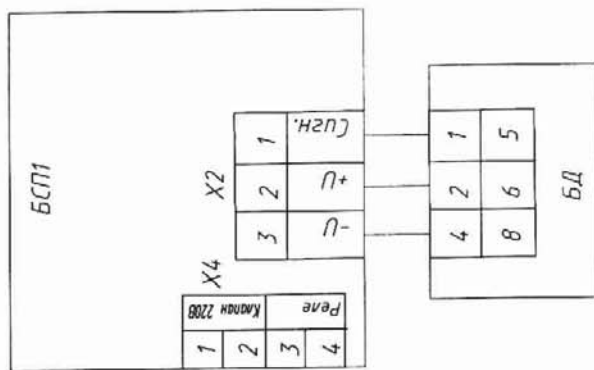 БСП1
X2
1 Сигн.
2 +U
3 -U
X4
1
2
Клапан 220В
3
4
Реле
1 5
2 6
4 8
БД